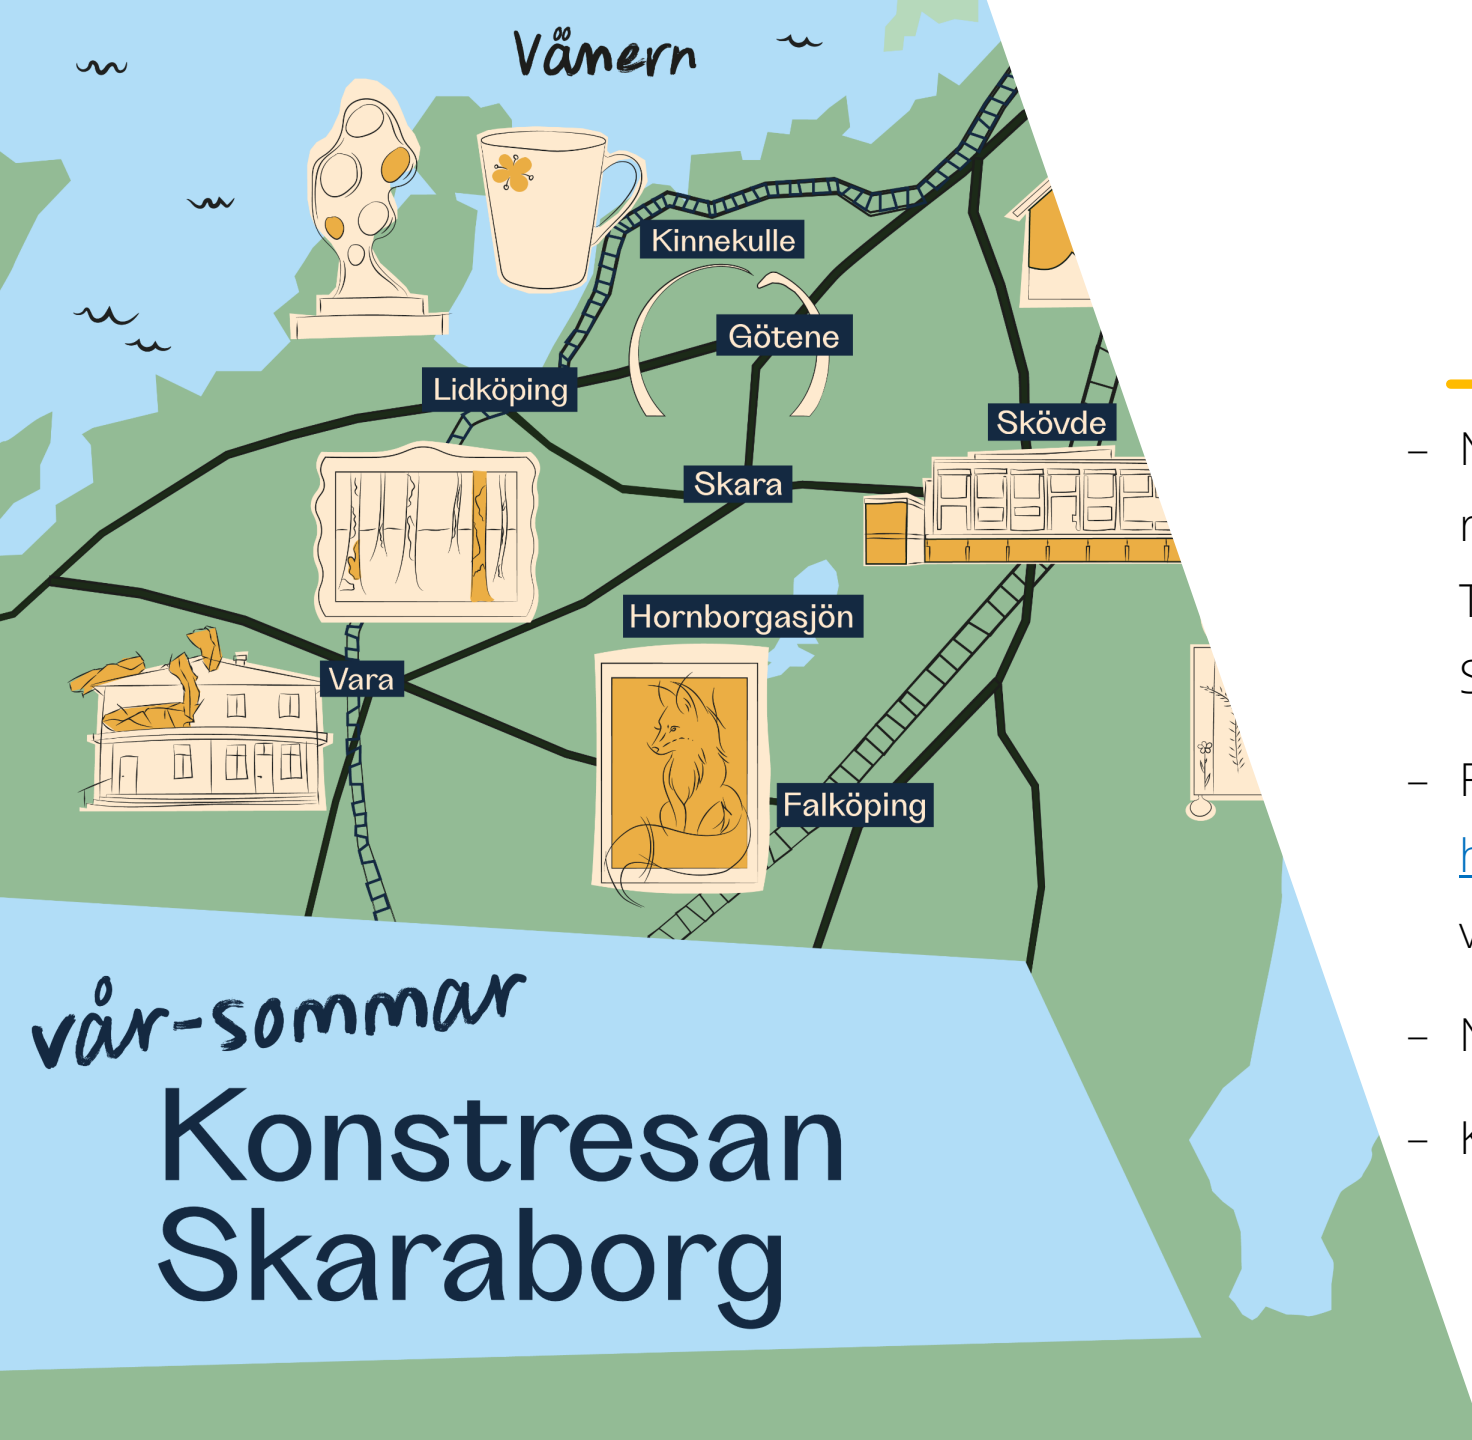 Vänern
Kinnekulle
Götene
Lidköping
Skövde
Skara
Hornborgasjön
Vara
Falköping
vår-sommar
Konstresan
Skaraborg